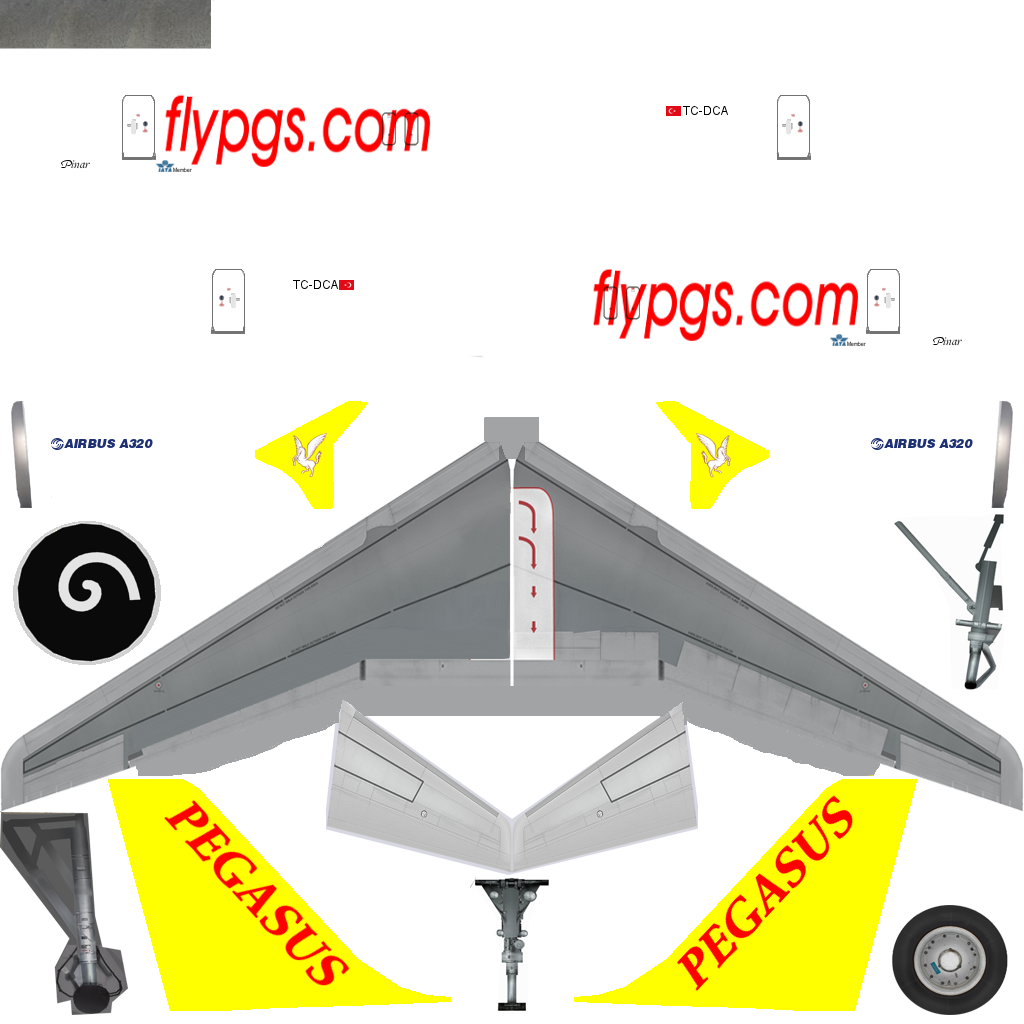 flypgs.com
TC-DCA
Pinar
IATA Member
TC-DCA
flypgs.com
IATA Member
Pinar
AIRBUS A320
AIRBUS A320
PEGASUS
PEGASUS